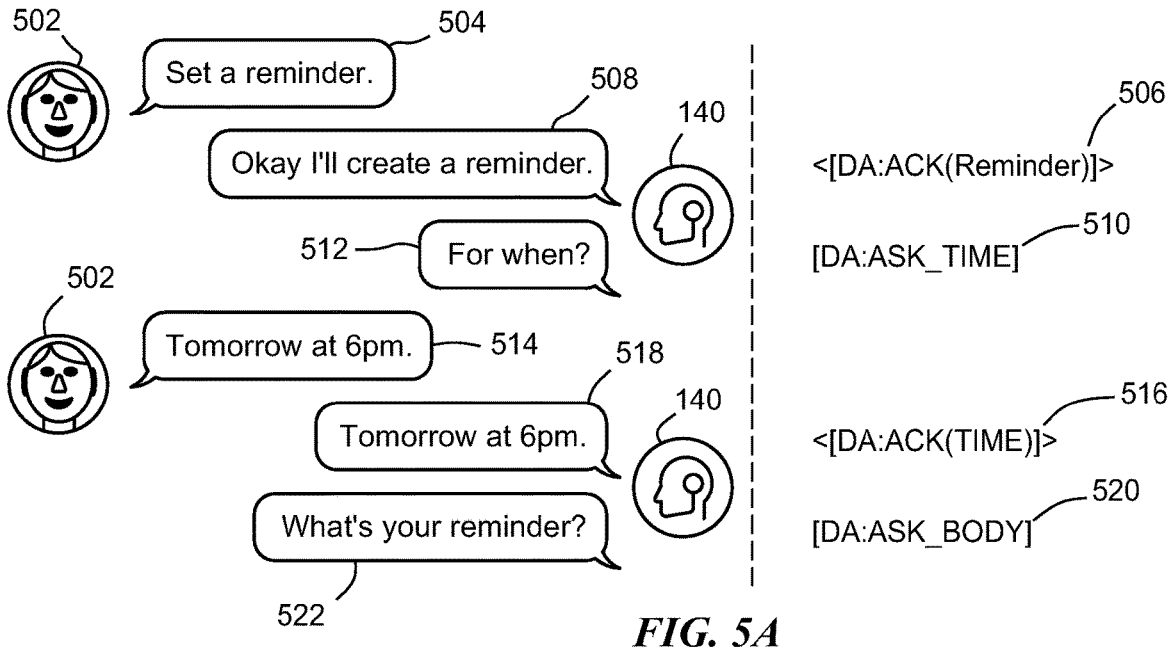 502
504
Set a reminder.
508
140
506
Okay I'll create a reminder.
<[DA:ACK(Reminder)]>
512
For when?
[DA:ASK_TIME]
510
502
Tomorrow at 6pm.
514
518
140
516
Tomorrow at 6pm.
<[DA:ACK(TIME)]>
520
What's your reminder?
[DA:ASK_BODY]
522
FIG. 5A